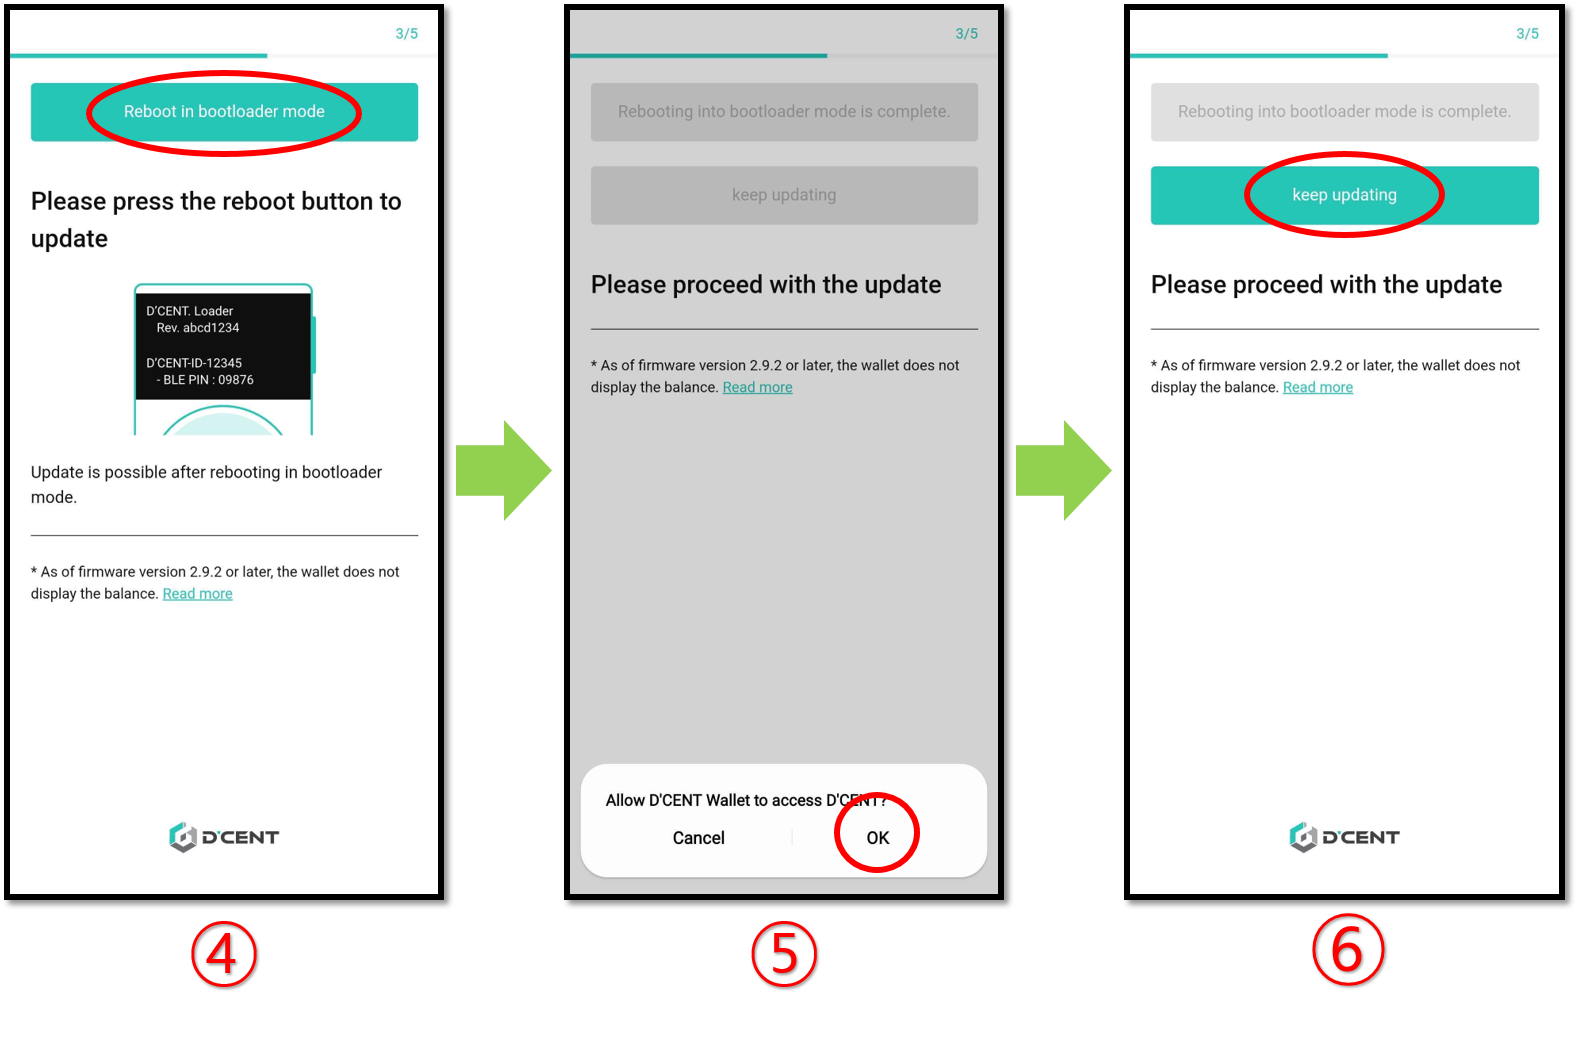 3/5
Reboot in bootloader mode
Please press the reboot button to
update
D'CENT. Loader
Rev. abcd1234
D'CENT-ID-12345
- BLE PIN : 09876
Update is possible after rebooting in bootloader
mode.
* As of firmware version 2.9.2 or later, the wallet does not
display the balance. Read more
D'CENT
④
3/5
Rebooting into bootloader mode is complete.
keep updating
Please proceed with the update
* As of firmware version 2.9.2 or later, the wallet does not
display the balance. Read more
Allow D'CENT Wallet to access D'CENT?
Cancel OK
⑤
3/5
Rebooting into bootloader mode is complete.
keep updating
Please proceed with the update
* As of firmware version 2.9.2 or later, the wallet does not
display the balance. Read more
D'CENT
⑥